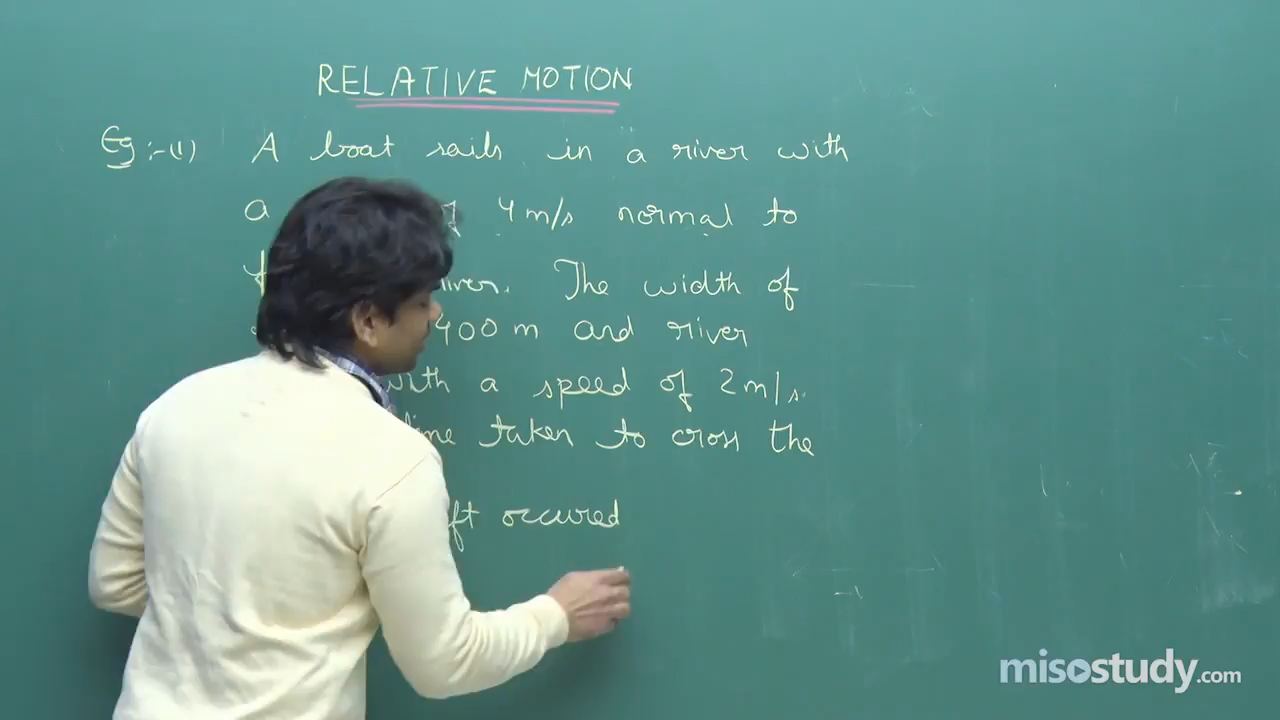 RELATIVE MOTION
Eg :-(1) A boat sails in a river with
a of 4 m/s normal to
river. The width of
400 m and river
with a speed of 2 m/s.
time taken to cross the
occured
misostudy.com